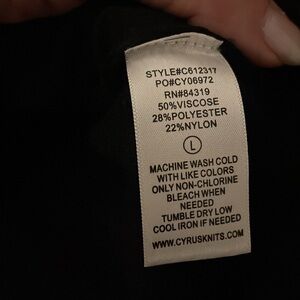 STYLE#C612317
PO#CY06972
RN#84319
50%VISCOSE
28%POLYESTER
22%NYLON
L
MACHINE WASH COLD
WITH LIKE COLORS
ONLY NON-CHLORINE
BLEACH WHEN
NEEDED
TUMBLE DRY LOW
COOL IRON IF NEEDED
WWW.CYRUSKNITS.COM